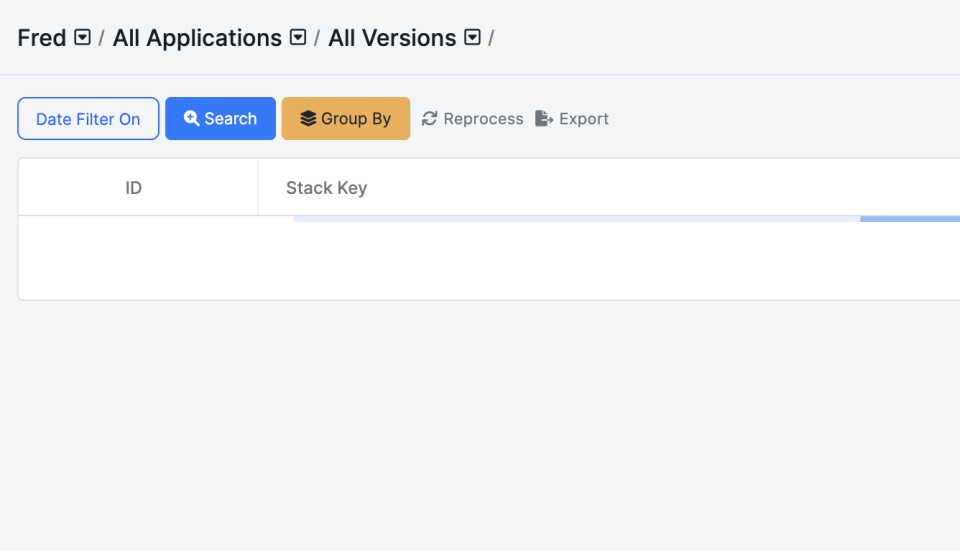 Fred / All Applications / All Versions /
Date Filter On Search Group By Reprocess Export
ID Stack Key